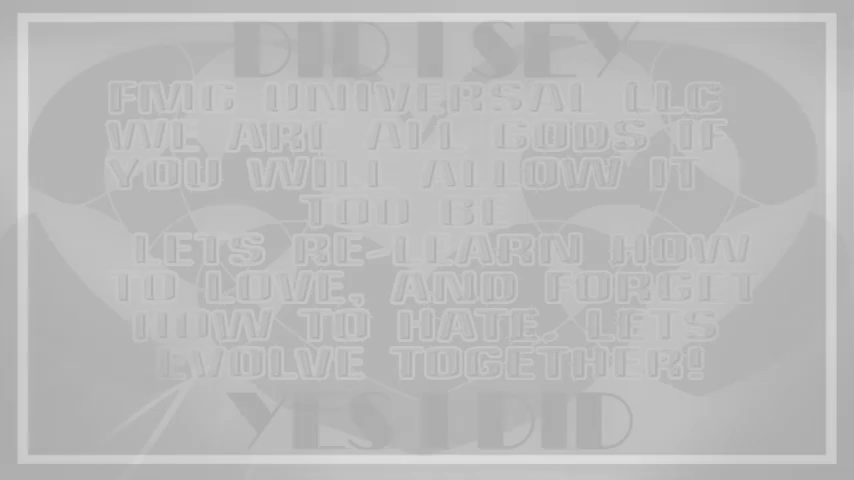 DID I SEY
FMG UNIVERSAL LLC
WE ARE ALL GODS IF
YOU WILL ALLOW IT
TOO BE
LETS RE-LEARN HOW
TO LOVE, AND FORGET
HOW TO HATE. LETS
EVOLVE TOGETHER!
YES I DID